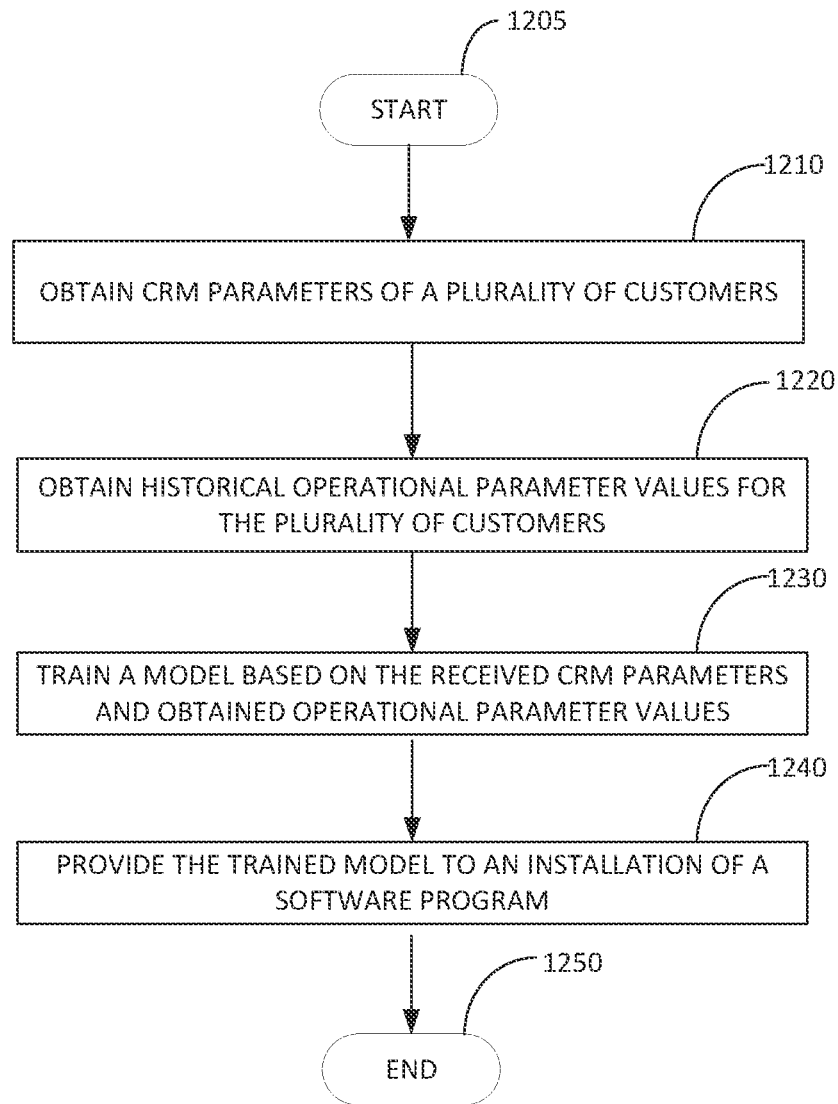 1205
START
1210
OBTAIN CRM PARAMETERS OF A PLURALITY OF CUSTOMERS
1220
OBTAIN HISTORICAL OPERATIONAL PARAMETER VALUES FOR
THE PLURALITY OF CUSTOMERS
1230
TRAIN A MODEL BASED ON THE RECEIVED CRM PARAMETERS
AND OBTAINED OPERATIONAL PARAMETER VALUES
1240
PROVIDE THE TRAINED MODEL TO AN INSTALLATION OF A
SOFTWARE PROGRAM
1250
END